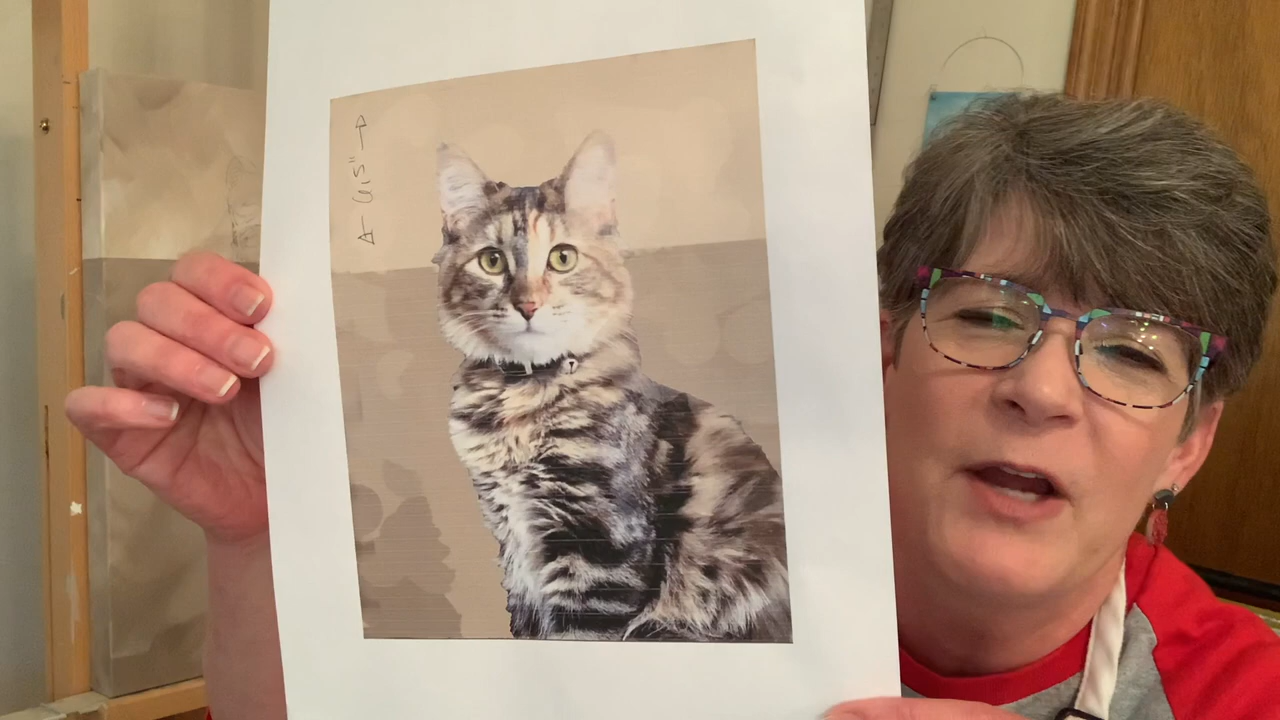 ← 6.5" →